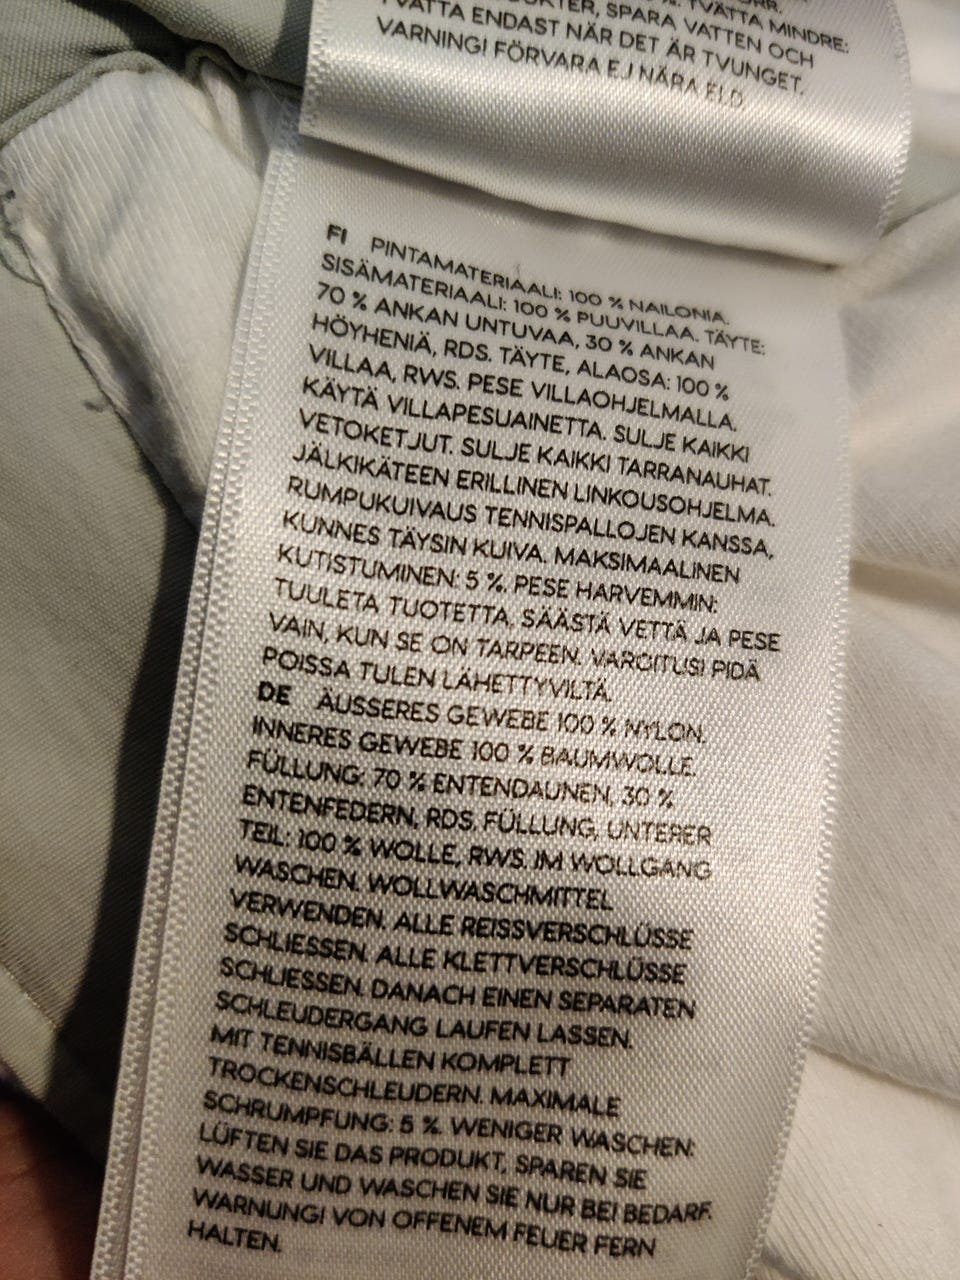 TVÄTTA MINDRE:
SPARA VATTEN OCH
TVÄTTA ENDAST NÄR DET ÄR TVUNGET.
VARNING! FÖRVARA EJ NÄRA ELD.
FI PINTAMATERIAALI: 100 % NAILONIA.
SISÄMATERIAALI: 100 % PUUVILLAA. TÄYTE:
70 % ANKAN UNTUVAA, 30 % ANKAN
HÖYHENIÄ, RDS. TÄYTE, ALAOSA: 100 %
VILLAA, RWS. PESE VILLAOHJELMALLA.
KÄYTÄ VILLAPESUAINETTA. SULJE KAIKKI
VETOKETJUT. SULJE KAIKKI TARRANAUHAT.
JÄLKIKÄTEEN ERILLINEN LINKOUSOHJELMA.
RUMPUKUIVAUS TENNISPALLOJEN KANSSA,
KUNNES TÄYSIN KUIVA. MAKSIMAALINEN
KUTISTUMINEN: 5 %. PESE HARVEMMIN:
TUULETA TUOTETTA, SÄÄSTÄ VETTÄ JA PESE
VAIN, KUN SE ON TARPEEN. VAROITUS! PIDÄ
POISSA TULEN LÄHETTYVILTÄ.
DE ÄUSSERES GEWEBE 100 % NYLON.
INNERES GEWEBE 100 % BAUMWOLLE.
FÜLLUNG: 70 % ENTENDAUNEN, 30 %
ENTENFEDERN, RDS. FÜLLUNG, UNTERER
TEIL: 100 % WOLLE, RWS. IM WOLLGANG
WASCHEN. WOLLWASCHMITTEL
VERWENDEN. ALLE REISSVERSCHLÜSSE
SCHLIESSEN. ALLE KLETTVERSCHLÜSSE
SCHLIESSEN. DANACH EINEN SEPARATEN
SCHLEUDERGANG LAUFEN LASSEN.
MIT TENNISBÄLLEN KOMPLETT
TROCKENSCHLEUDERN. MAXIMALE
SCHRUMPFUNG: 5 %. WENIGER WASCHEN:
LÜFTEN SIE DAS PRODUKT, SPAREN SIE
WASSER UND WASCHEN SIE NUR BEI BEDARF.
WARNUNG! VON OFFENEM FEUER FERN
HALTEN.